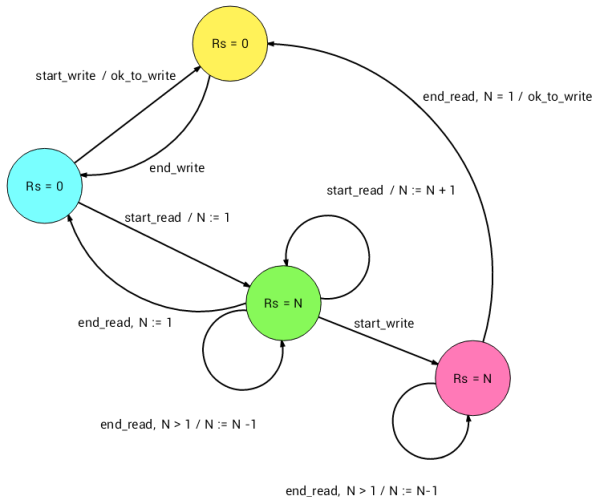 Rs = 0
start_write / ok_to_write
end_read, N = 1 / ok_to_write
end_write
Rs = 0
start_read / N := N + 1
start_read / N := 1
Rs = N
end_read, N := 1
start_write
Rs = N
end_read, N > 1 / N := N -1
end_read, N > 1 / N := N-1